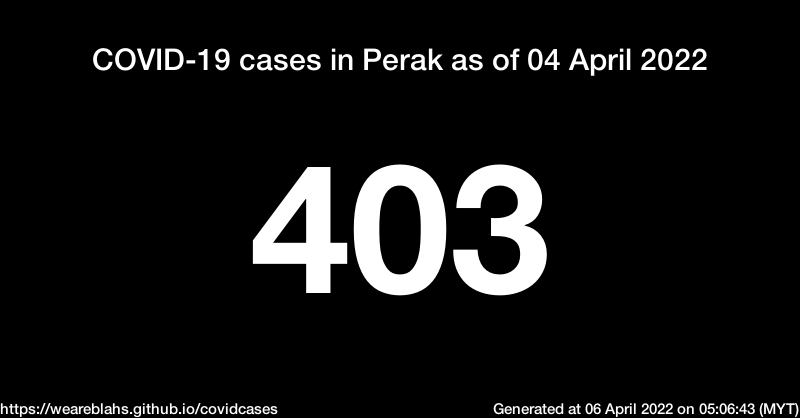 COVID-19 cases in Perak as of 04 April 2022
403
https://weareblahs.github.io/covidcases
Generated at 06 April 2022 on 05:06:43 (MYT)